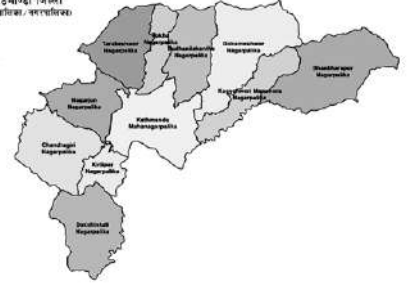 जिल्ला
पालिका / नगरपालिका)
Tokha
Nagarpalika
Tarakeshwor
Nagarpalika
Budhanilakantha
Nagarpalika
Gokarneshwor
Nagarpalika
Shankharapur
Nagarpalika
Kageshwori Manohara
Nagarpalika
Nagarjun
Nagarpalika
Kathmandu
Mahanagarpalika
Chandragiri
Nagarpalika
Kirtipur
Nagarpalika
Dakshinkali
Nagarpalika